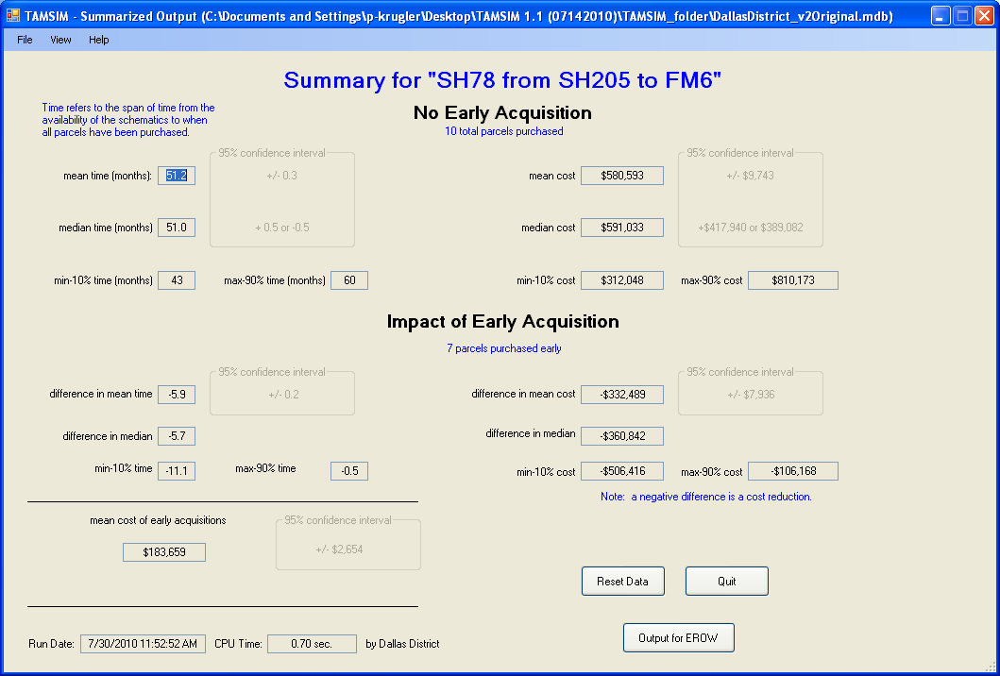 TAMSIM - Summarized Output (C:\Documents and Settings\p-krugler\Desktop\TAMSIM 1.1 (07142010)\TAMSIM_folder\DallasDistrict_v2Original.mdb)
File View Help
Summary for "SH78 from SH205 to FM6"
Time refers to the span of time from the
availability of the schematics to when
all parcels have been purchased.
No Early Acquisition
10 total parcels purchased
95% confidence interval
95% confidence interval
mean time (months): 51.2 +/- 0.3
mean cost $580,593 +/- $9,743
median time (months) 51.0 + 0.5 or -0.5
median cost $591,033 +$417,940 or $389,082
min-10% time (months) 43 max-90% time (months) 60
min-10% cost $312,048 max-90% cost $810,173
Impact of Early Acquisition
7 parcels purchased early
95% confidence interval
95% confidence interval
difference in mean time -5.9 +/- 0.2
difference in mean cost -$332,489 +/- $7,936
difference in median -5.7
difference in median -$360,842
min-10% time -11.1 max-90% time -0.5
min-10% cost -$506,416 max-90% cost -$106,168
Note: a negative difference is a cost reduction.
mean cost of early acquisitions
95% confidence interval
$183,659 +/- $2,654
Reset Data Quit
Output for EROW
Run Date: 7/30/2010 11:52:52 AM CPU Time: 0.70 sec. by Dallas District